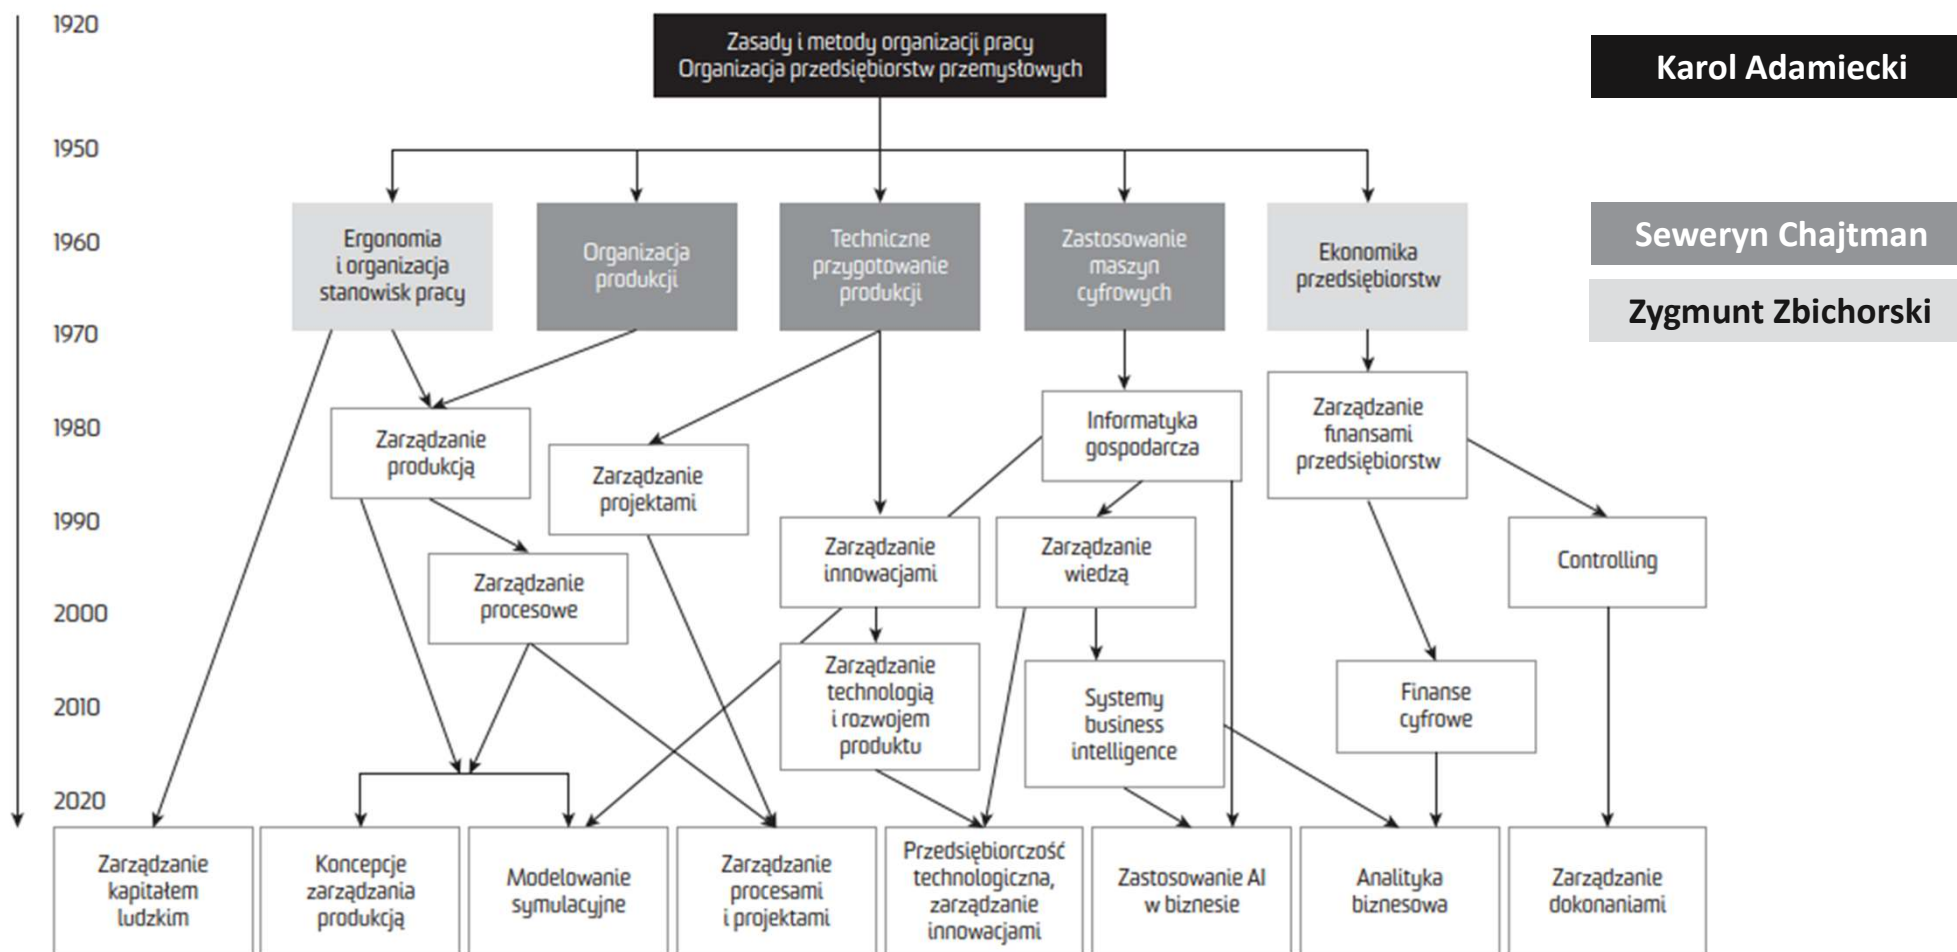 1920
1950
1960
1970
1980
1990
2000
2010
2020
Zasady i metody organizacji pracy
Organizacja przedsiębiorstw przemysłowych
Karol Adamiecki
Seweryn Chajtman
Zygmunt Zbichorski
Ergonomia
i organizacja
stanowisk pracy
Organizacja
produkcji
Techniczne
przygotowanie
produkcji
Zastosowanie
maszyn
cyfrowych
Ekonomika
przedsiębiorstw
Zarządzanie
produkcją
Zarządzanie
projektami
Informatyka
gospodarcza
Zarządzanie
finansami
przedsiębiorstw
Zarządzanie
procesowe
Zarządzanie
innowacjami
Zarządzanie
wiedzą
Controlling
Zarządzanie
technologią
i rozwojem
produktu
Systemy
business
intelligence
Finanse
cyfrowe
Zarządzanie
kapitałem
ludzkim
Koncepcje
zarządzania
produkcją
Modelowanie
symulacyjne
Zarządzanie
procesami
i projektami
Przedsiębiorczość
technologiczna,
zarządzanie
innowacjami
Zastosowanie AI
w biznesie
Analityka
biznesowa
Zarządzanie
dokonaniami